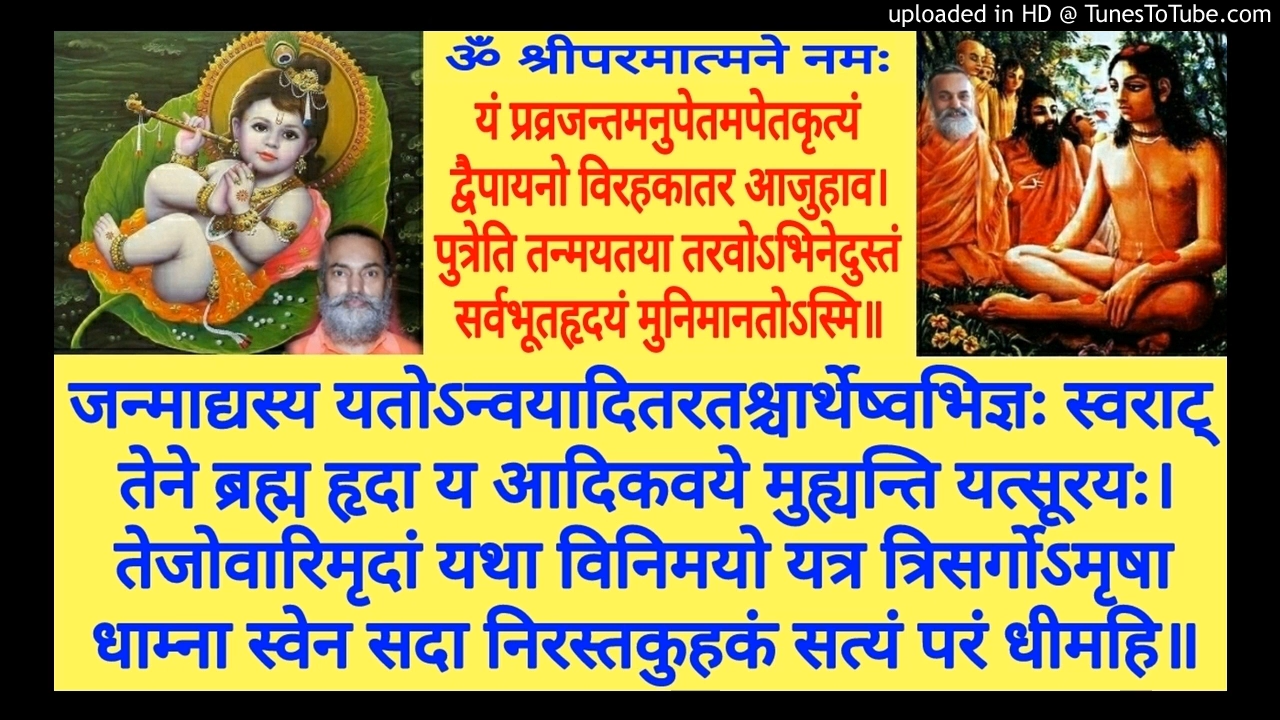 uploaded in HD @ TunesToTube.com
ॐ श्रीपरमात्मने नमः
यं प्रव्रजन्तमनुपेतमपेतकृत्यं
द्वैपायनो विरहकातर आजुहाव।
पुत्रेति तन्मयतया तरवोऽभिनेदुस्तं
सर्वभूतहृदयं मुनिमानतोऽस्मि॥
जन्माद्यस्य यतोऽन्वयादितरतश्चार्थेष्वभिज्ञः स्वराट्
तेने ब्रह्म हृदा य आदिकवये मुह्यन्ति यत्सूरयः।
तेजोवारिमृदां यथा विनिमयो यत्र त्रिसर्गोऽमृषा
धाम्ना स्वेन सदा निरस्तकुहकं सत्यं परं धीमहि॥